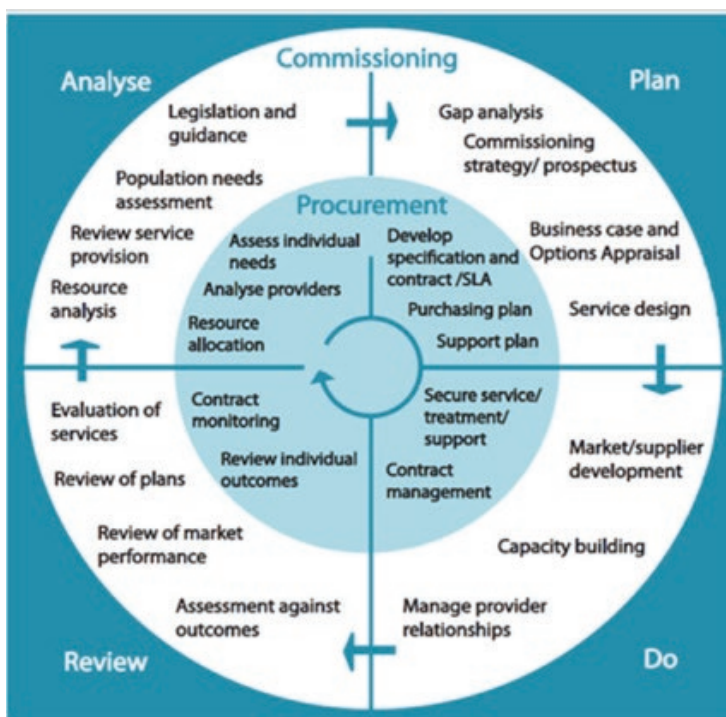 Commissioning
Analyse
Plan
Legislation and
guidance
Population needs
assessment
Review service
provision
Resource
analysis
Gap analysis
Commissioning
strategy/ prospectus
Business case and
Options Appraisal
Service design
Procurement
Assess individual
needs
Analyse providers
Resource
allocation
Develop
specification and
contract /SLA
Purchasing plan
Support plan
Contract
monitoring
Review individual
outcomes
Secure service/
treatment/
support
Contract
management
Evaluation of
services
Review of plans
Review of market
performance
Assessment against
outcomes
Market/supplier
development
Capacity building
Manage provider
relationships
Review
Do